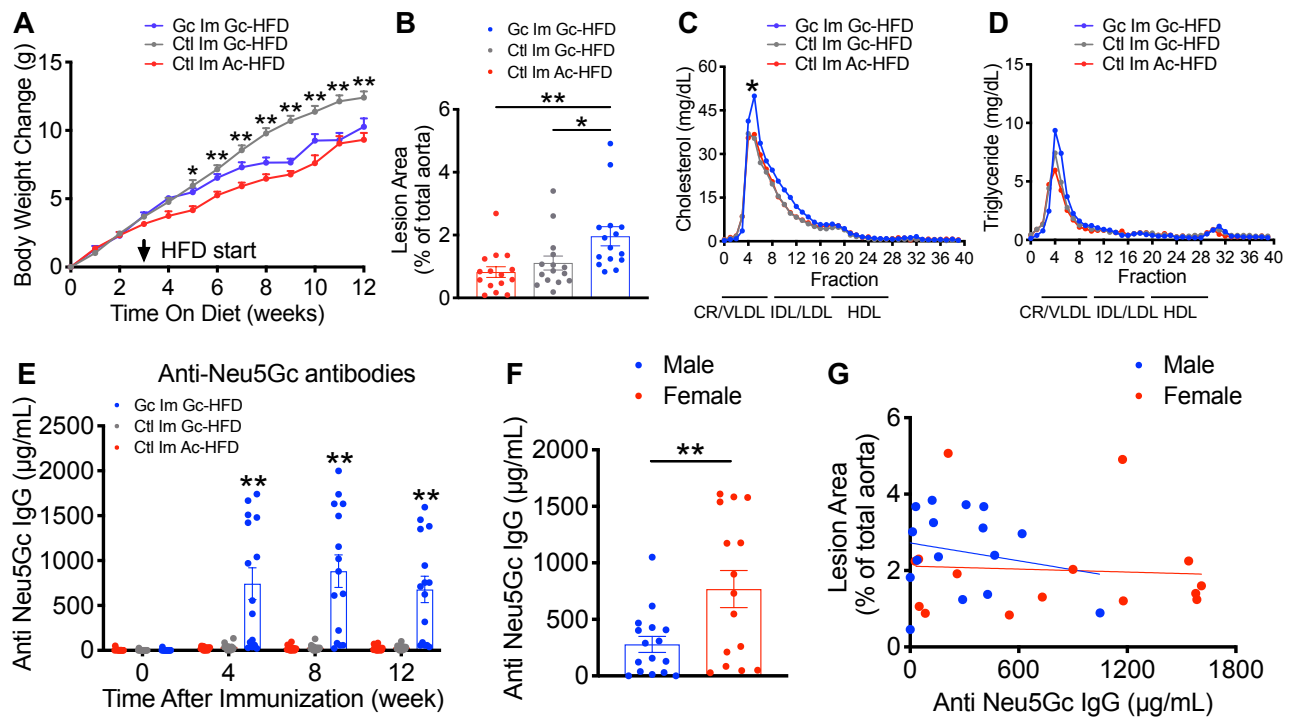 A
Gc Im Gc-HFD
Ctl Im Gc-HFD
Ctl Im Ac-HFD
Body Weight Change (g)
15
10
5
0
* ** ** ** ** ** ** **
HFD start
0 2 4 6 8 10 12
Time On Diet (weeks)
B
Gc Im Gc-HFD
Ctl Im Gc-HFD
Ctl Im Ac-HFD
Lesion Area
(% of total aorta)
6
4
2
0
**
*
C
Gc Im Gc-HFD
Ctl Im Gc-HFD
Ctl Im Ac-HFD
Cholesterol (mg/dL)
60
45
30
15
0
*
0 4 8 12 16 20 24 28 32 36 40
Fraction
CR/VLDL IDL/LDL HDL
D
Gc Im Gc-HFD
Ctl Im Gc-HFD
Ctl Im Ac-HFD
Triglyceride (mg/dL)
15
10
5
0
0 4 8 12 16 20 24 28 32 36 40
Fraction
CR/VLDL IDL/LDL HDL
E
Anti-Neu5Gc antibodies
Gc Im Gc-HFD
Ctl Im Gc-HFD
Ctl Im Ac-HFD
Anti Neu5Gc IgG (µg/mL)
2500
2000
1500
1000
500
0
** ** **
0 4 8 12
Time After Immunization (week)
F
Male
Female
Anti Neu5Gc IgG (µg/mL)
2000
1500
1000
500
0
**
G
Male
Female
Lesion Area
(% of total aorta)
6
4
2
0
0 600 1200 1800
Anti Neu5Gc IgG (µg/mL)